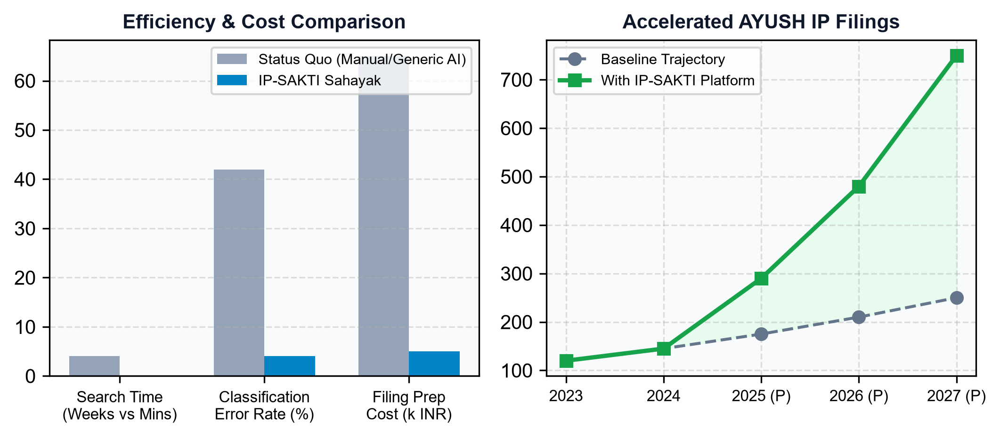 Efficiency & Cost Comparison
Status Quo (Manual/Generic AI)
IP-SAKTI Sahayak
60
50
40
30
20
10
0
Search Time
(Weeks vs Mins)
Classification
Error Rate (%)
Filing Prep
Cost (k INR)
Accelerated AYUSH IP Filings
Baseline Trajectory
With IP-SAKTI Platform
700
600
500
400
300
200
100
2023
2024
2025 (P)
2026 (P)
2027 (P)